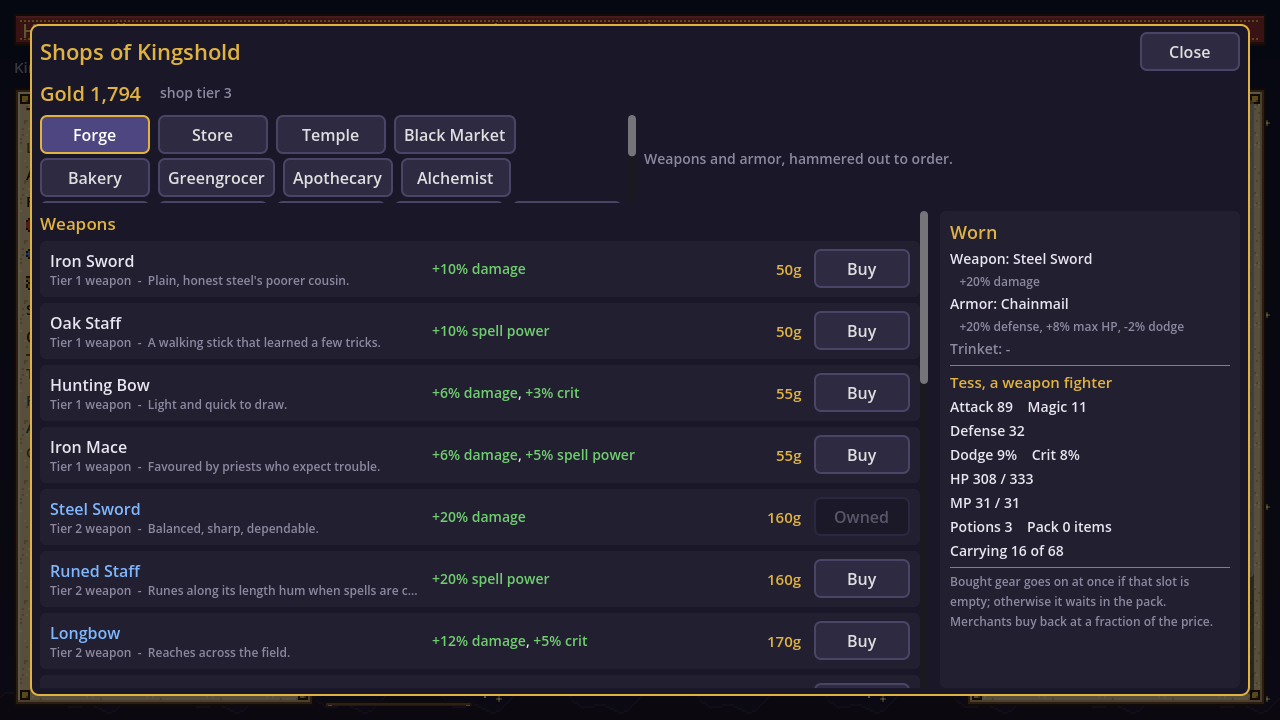 Shops of Kingshold
Close
Gold 1,794 shop tier 3
Forge Store Temple Black Market
Bakery Greengrocer Apothecary Alchemist
Weapons and armor, hammered out to order.
Weapons
Iron Sword
Tier 1 weapon - Plain, honest steel's poorer cousin.
+10% damage
50g
Buy
Oak Staff
Tier 1 weapon - A walking stick that learned a few tricks.
+10% spell power
50g
Buy
Hunting Bow
Tier 1 weapon - Light and quick to draw.
+6% damage, +3% crit
55g
Buy
Iron Mace
Tier 1 weapon - Favoured by priests who expect trouble.
+6% damage, +5% spell power
55g
Buy
Steel Sword
Tier 2 weapon - Balanced, sharp, dependable.
+20% damage
160g
Owned
Runed Staff
Tier 2 weapon - Runes along its length hum when spells are c...
+20% spell power
160g
Buy
Longbow
Tier 2 weapon - Reaches across the field.
+12% damage, +5% crit
170g
Buy
Worn
Weapon: Steel Sword
+20% damage
Armor: Chainmail
+20% defense, +8% max HP, -2% dodge
Trinket: -
Tess, a weapon fighter
Attack 89 Magic 11
Defense 32
Dodge 9% Crit 8%
HP 308 / 333
MP 31 / 31
Potions 3 Pack 0 items
Carrying 16 of 68
Bought gear goes on at once if that slot is
empty; otherwise it waits in the pack.
Merchants buy back at a fraction of the price.